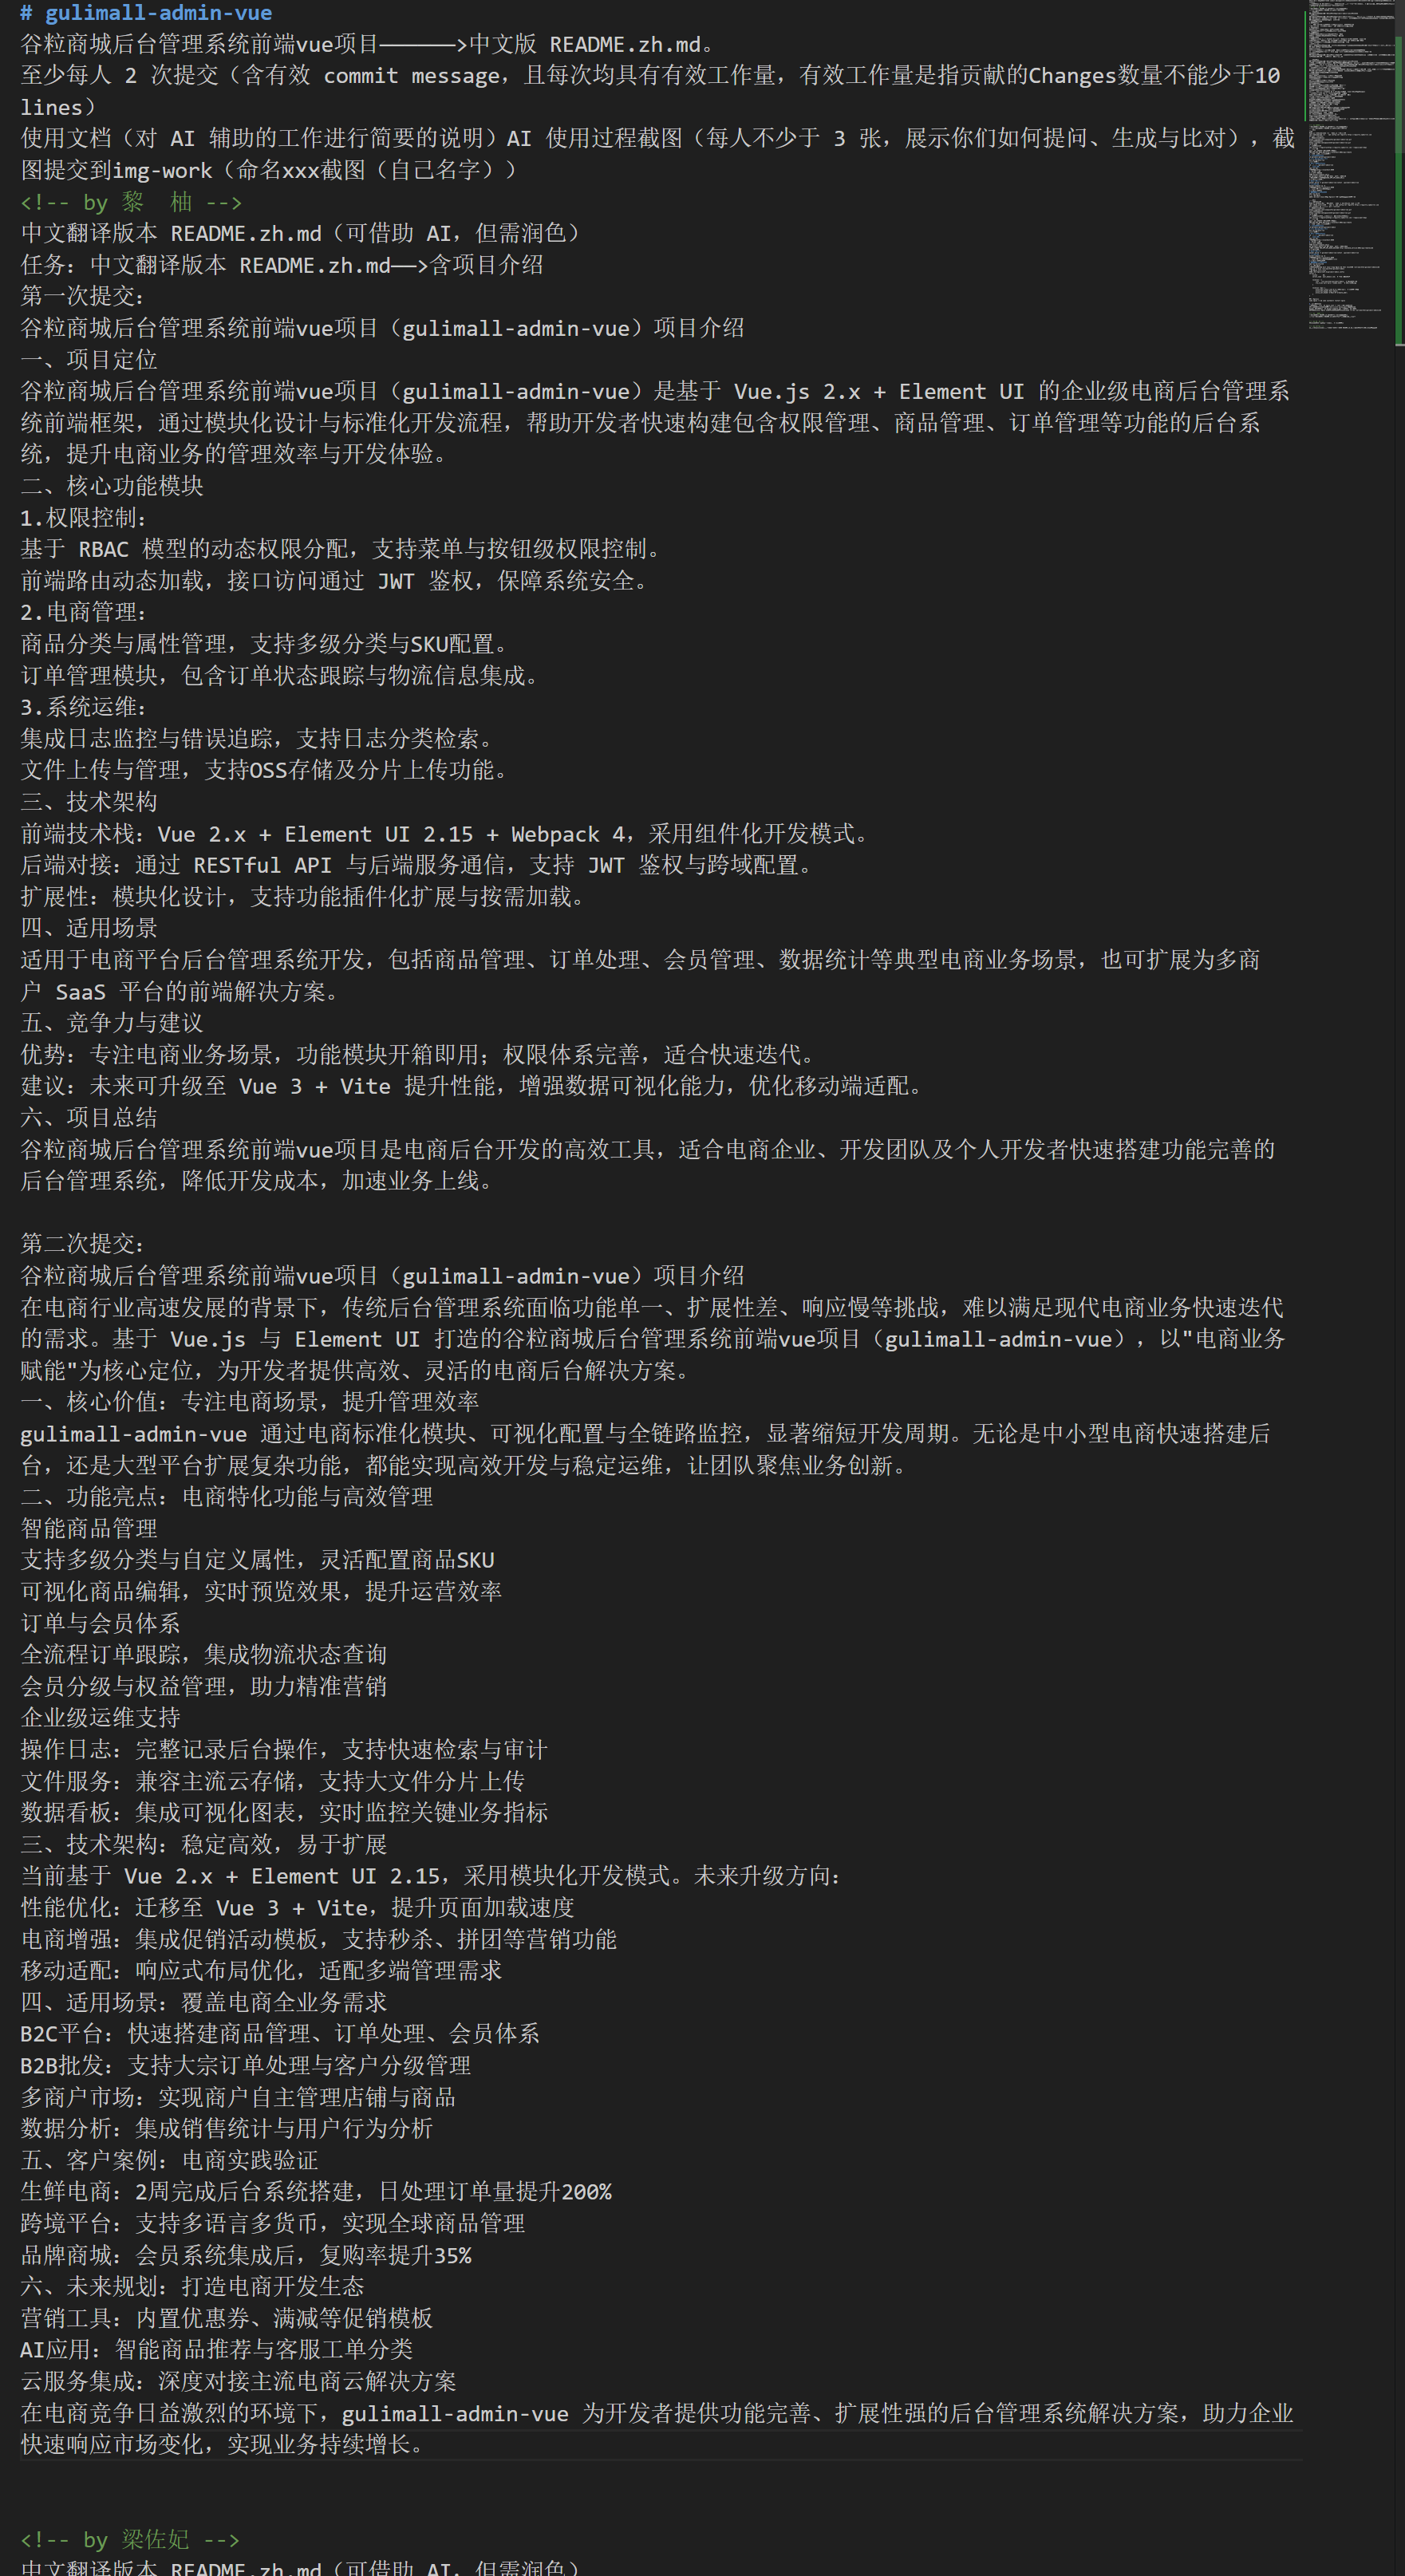 # gulimall-admin-vue
谷粒商城后台管理系统前端vue项目——————>中文版 README.zh.md。
至少每人 2 次提交（含有效 commit message，且每次均具有有效工作量，有效工作量是指贡献的Changes数量不能少于10
lines）
使用文档（对 AI 辅助的工作进行简要的说明）AI 使用过程截图（每人不少于 3 张，展示你们如何提问、生成与比对），截
图提交到img-work（命名xxx截图（自己名字））
<!-- by 黎  柚 -->
中文翻译版本 README.zh.md（可借助 AI，但需润色）
任务：中文翻译版本 README.zh.md——>含项目介绍
第一次提交：
谷粒商城后台管理系统前端vue项目（gulimall-admin-vue）项目介绍
一、项目定位
谷粒商城后台管理系统前端vue项目（gulimall-admin-vue）是基于 Vue.js 2.x + Element UI 的企业级电商后台管理系
统前端框架，通过模块化设计与标准化开发流程，帮助开发者快速构建包含权限管理、商品管理、订单管理等功能的后台系
统，提升电商业务的管理效率与开发体验。
二、核心功能模块
1.权限控制：
基于 RBAC 模型的动态权限分配，支持菜单与按钮级权限控制。
前端路由动态加载，接口访问通过 JWT 鉴权，保障系统安全。
2.电商管理：
商品分类与属性管理，支持多级分类与SKU配置。
订单管理模块，包含订单状态跟踪与物流信息集成。
3.系统运维：
集成日志监控与错误追踪，支持日志分类检索。
文件上传与管理，支持OSS存储及分片上传功能。
三、技术架构
前端技术栈：Vue 2.x + Element UI 2.15 + Webpack 4，采用组件化开发模式。
后端对接：通过 RESTful API 与后端服务通信，支持 JWT 鉴权与跨域配置。
扩展性：模块化设计，支持功能插件化扩展与按需加载。
四、适用场景
适用于电商平台后台管理系统开发，包括商品管理、订单处理、会员管理、数据统计等典型电商业务场景，也可扩展为多商
户 SaaS 平台的前端解决方案。
五、竞争力与建议
优势：专注电商业务场景，功能模块开箱即用；权限体系完善，适合快速迭代。
建议：未来可升级至 Vue 3 + Vite 提升性能，增强数据可视化能力，优化移动端适配。
六、项目总结
谷粒商城后台管理系统前端vue项目是电商后台开发的高效工具，适合电商企业、开发团队及个人开发者快速搭建功能完善的
后台管理系统，降低开发成本，加速业务上线。
第二次提交：
谷粒商城后台管理系统前端vue项目（gulimall-admin-vue）项目介绍
在电商行业高速发展的背景下，传统后台管理系统面临功能单一、扩展性差、响应慢等挑战，难以满足现代电商业务快速迭代
的需求。基于 Vue.js 与 Element UI 打造的谷粒商城后台管理系统前端vue项目（gulimall-admin-vue），以"电商业务
赋能"为核心定位，为开发者提供高效、灵活的电商后台解决方案。
一、核心价值：专注电商场景，提升管理效率
gulimall-admin-vue 通过电商标准化模块、可视化配置与全链路监控，显著缩短开发周期。无论是中小型电商快速搭建后
台，还是大型平台扩展复杂功能，都能实现高效开发与稳定运维，让团队聚焦业务创新。
二、功能亮点：电商特化功能与高效管理
智能商品管理
支持多级分类与自定义属性，灵活配置商品SKU
可视化商品编辑，实时预览效果，提升运营效率
订单与会员体系
全流程订单跟踪，集成物流状态查询
会员分级与权益管理，助力精准营销
企业级运维支持
操作日志：完整记录后台操作，支持快速检索与审计
文件服务：兼容主流云存储，支持大文件分片上传
数据看板：集成可视化图表，实时监控关键业务指标
三、技术架构：稳定高效，易于扩展
当前基于 Vue 2.x + Element UI 2.15，采用模块化开发模式。未来升级方向：
性能优化：迁移至 Vue 3 + Vite，提升页面加载速度
电商增强：集成促销活动模板，支持秒杀、拼团等营销功能
移动适配：响应式布局优化，适配多端管理需求
四、适用场景：覆盖电商全业务需求
B2C平台：快速搭建商品管理、订单处理、会员体系
B2B批发：支持大宗订单处理与客户分级管理
多商户市场：实现商户自主管理店铺与商品
数据分析：集成销售统计与用户行为分析
五、客户案例：电商实践验证
生鲜电商：2周完成后台系统搭建，日处理订单量提升200%
跨境平台：支持多语言多货币，实现全球商品管理
品牌商城：会员系统集成后，复购率提升35%
六、未来规划：打造电商开发生态
营销工具：内置优惠券、满减等促销模板
AI应用：智能商品推荐与客服工单分类
云服务集成：深度对接主流电商云解决方案
在电商竞争日益激烈的环境下，gulimall-admin-vue 为开发者提供功能完善、扩展性强的后台管理系统解决方案，助力企业
快速响应市场变化，实现业务持续增长。
<!-- by 梁佐妃 -->
中文翻译版本 README.zh.md（可借助 AI，但需润色）